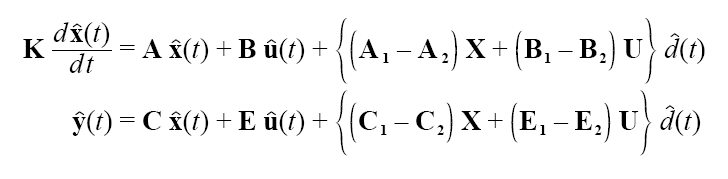 K dx̂(t)/dt = A x̂(t) + B û(t) + {(A₁ – A₂) X + (B₁ – B₂) U} d̂(t)
ŷ(t) = C x̂(t) + E û(t) + {(C₁ – C₂) X + (E₁ – E₂) U} d̂(t)